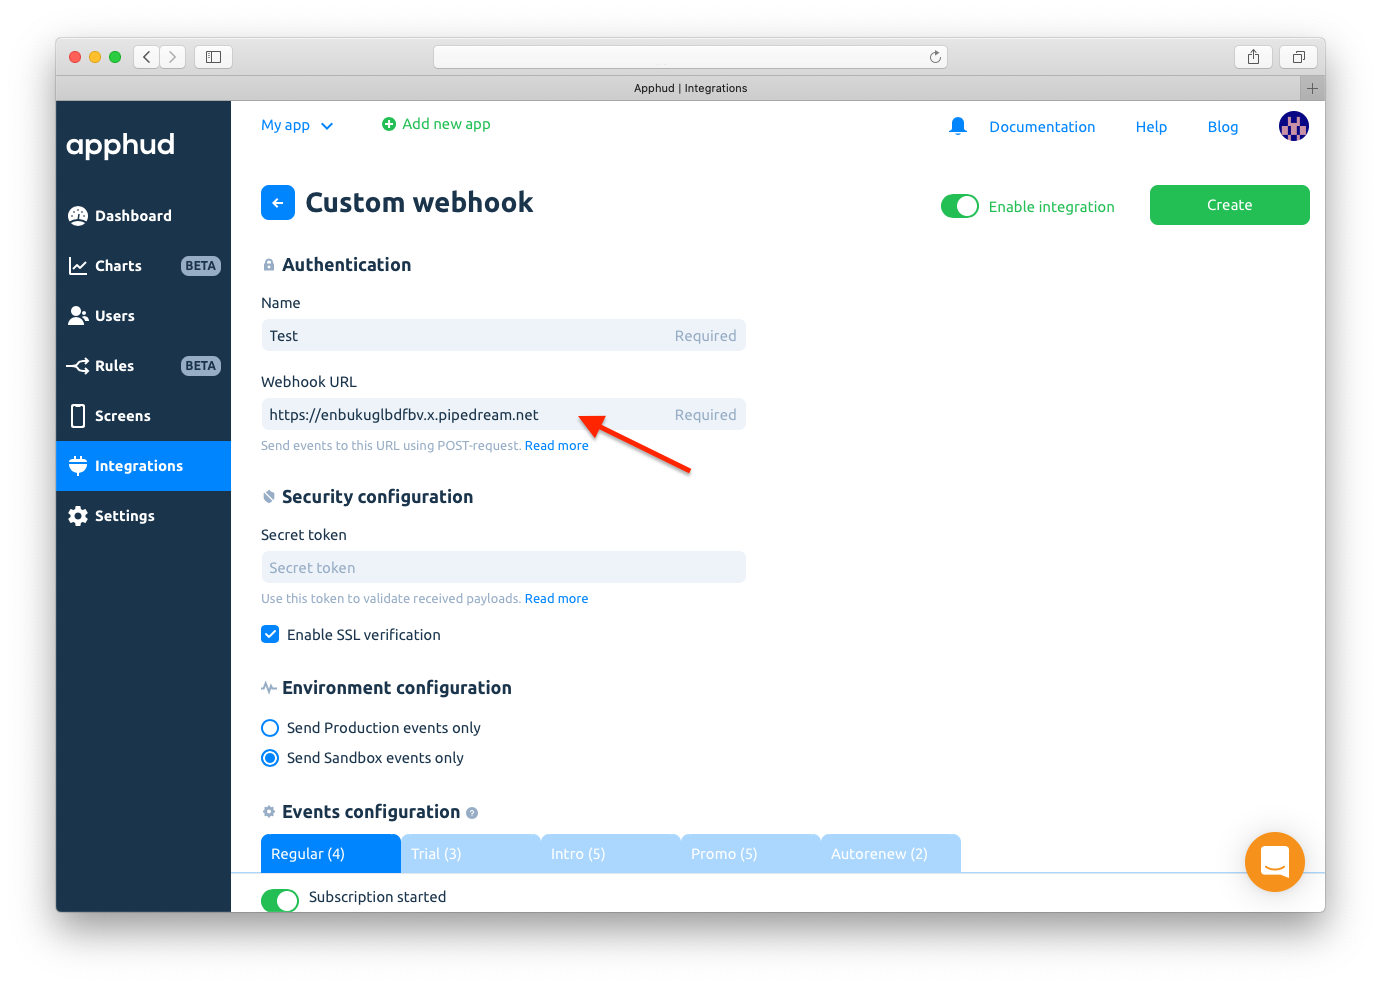 Apphud | Integrations
apphud
My app
Add new app
Documentation
Help
Blog
Dashboard
Charts BETA
Users
Rules BETA
Screens
Integrations
Settings
Custom webhook
Enable integration
Create
Authentication
Name
Test Required
Webhook URL
https://enbukuglbdfbv.x.pipedream.net Required
Send events to this URL using POST-request. Read more
Security configuration
Secret token
Secret token
Use this token to validate received payloads. Read more
Enable SSL verification
Environment configuration
Send Production events only
Send Sandbox events only
Events configuration ?
Regular (4) Trial (3) Intro (5) Promo (5) Autorenew (2)
Subscription started